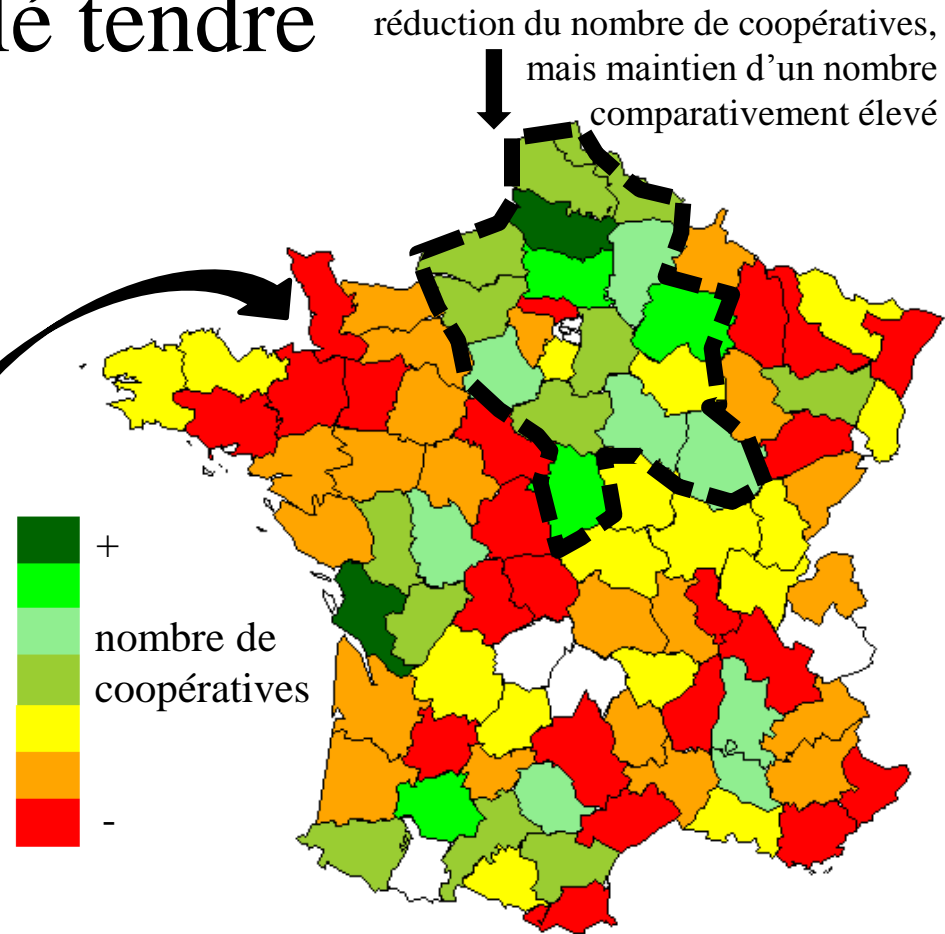 lé tendre
réduction du nombre de coopératives,
mais maintien d’un nombre
comparativement élevé
+
nombre de
coopératives
-